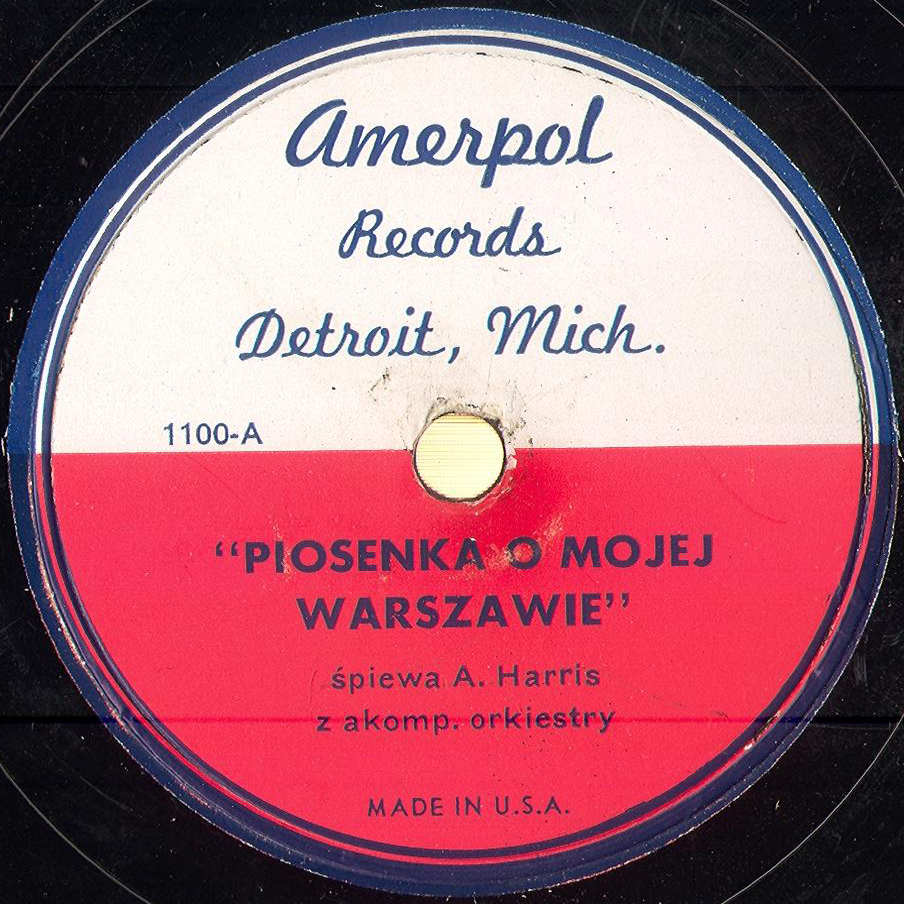 Amerpol
Records
Detroit, Mich.
1100-A
“PIOSENKA O MOJEJ
WARSZAWIE”
śpiewa A. Harris
z akomp. orkiestry
MADE IN U.S.A.